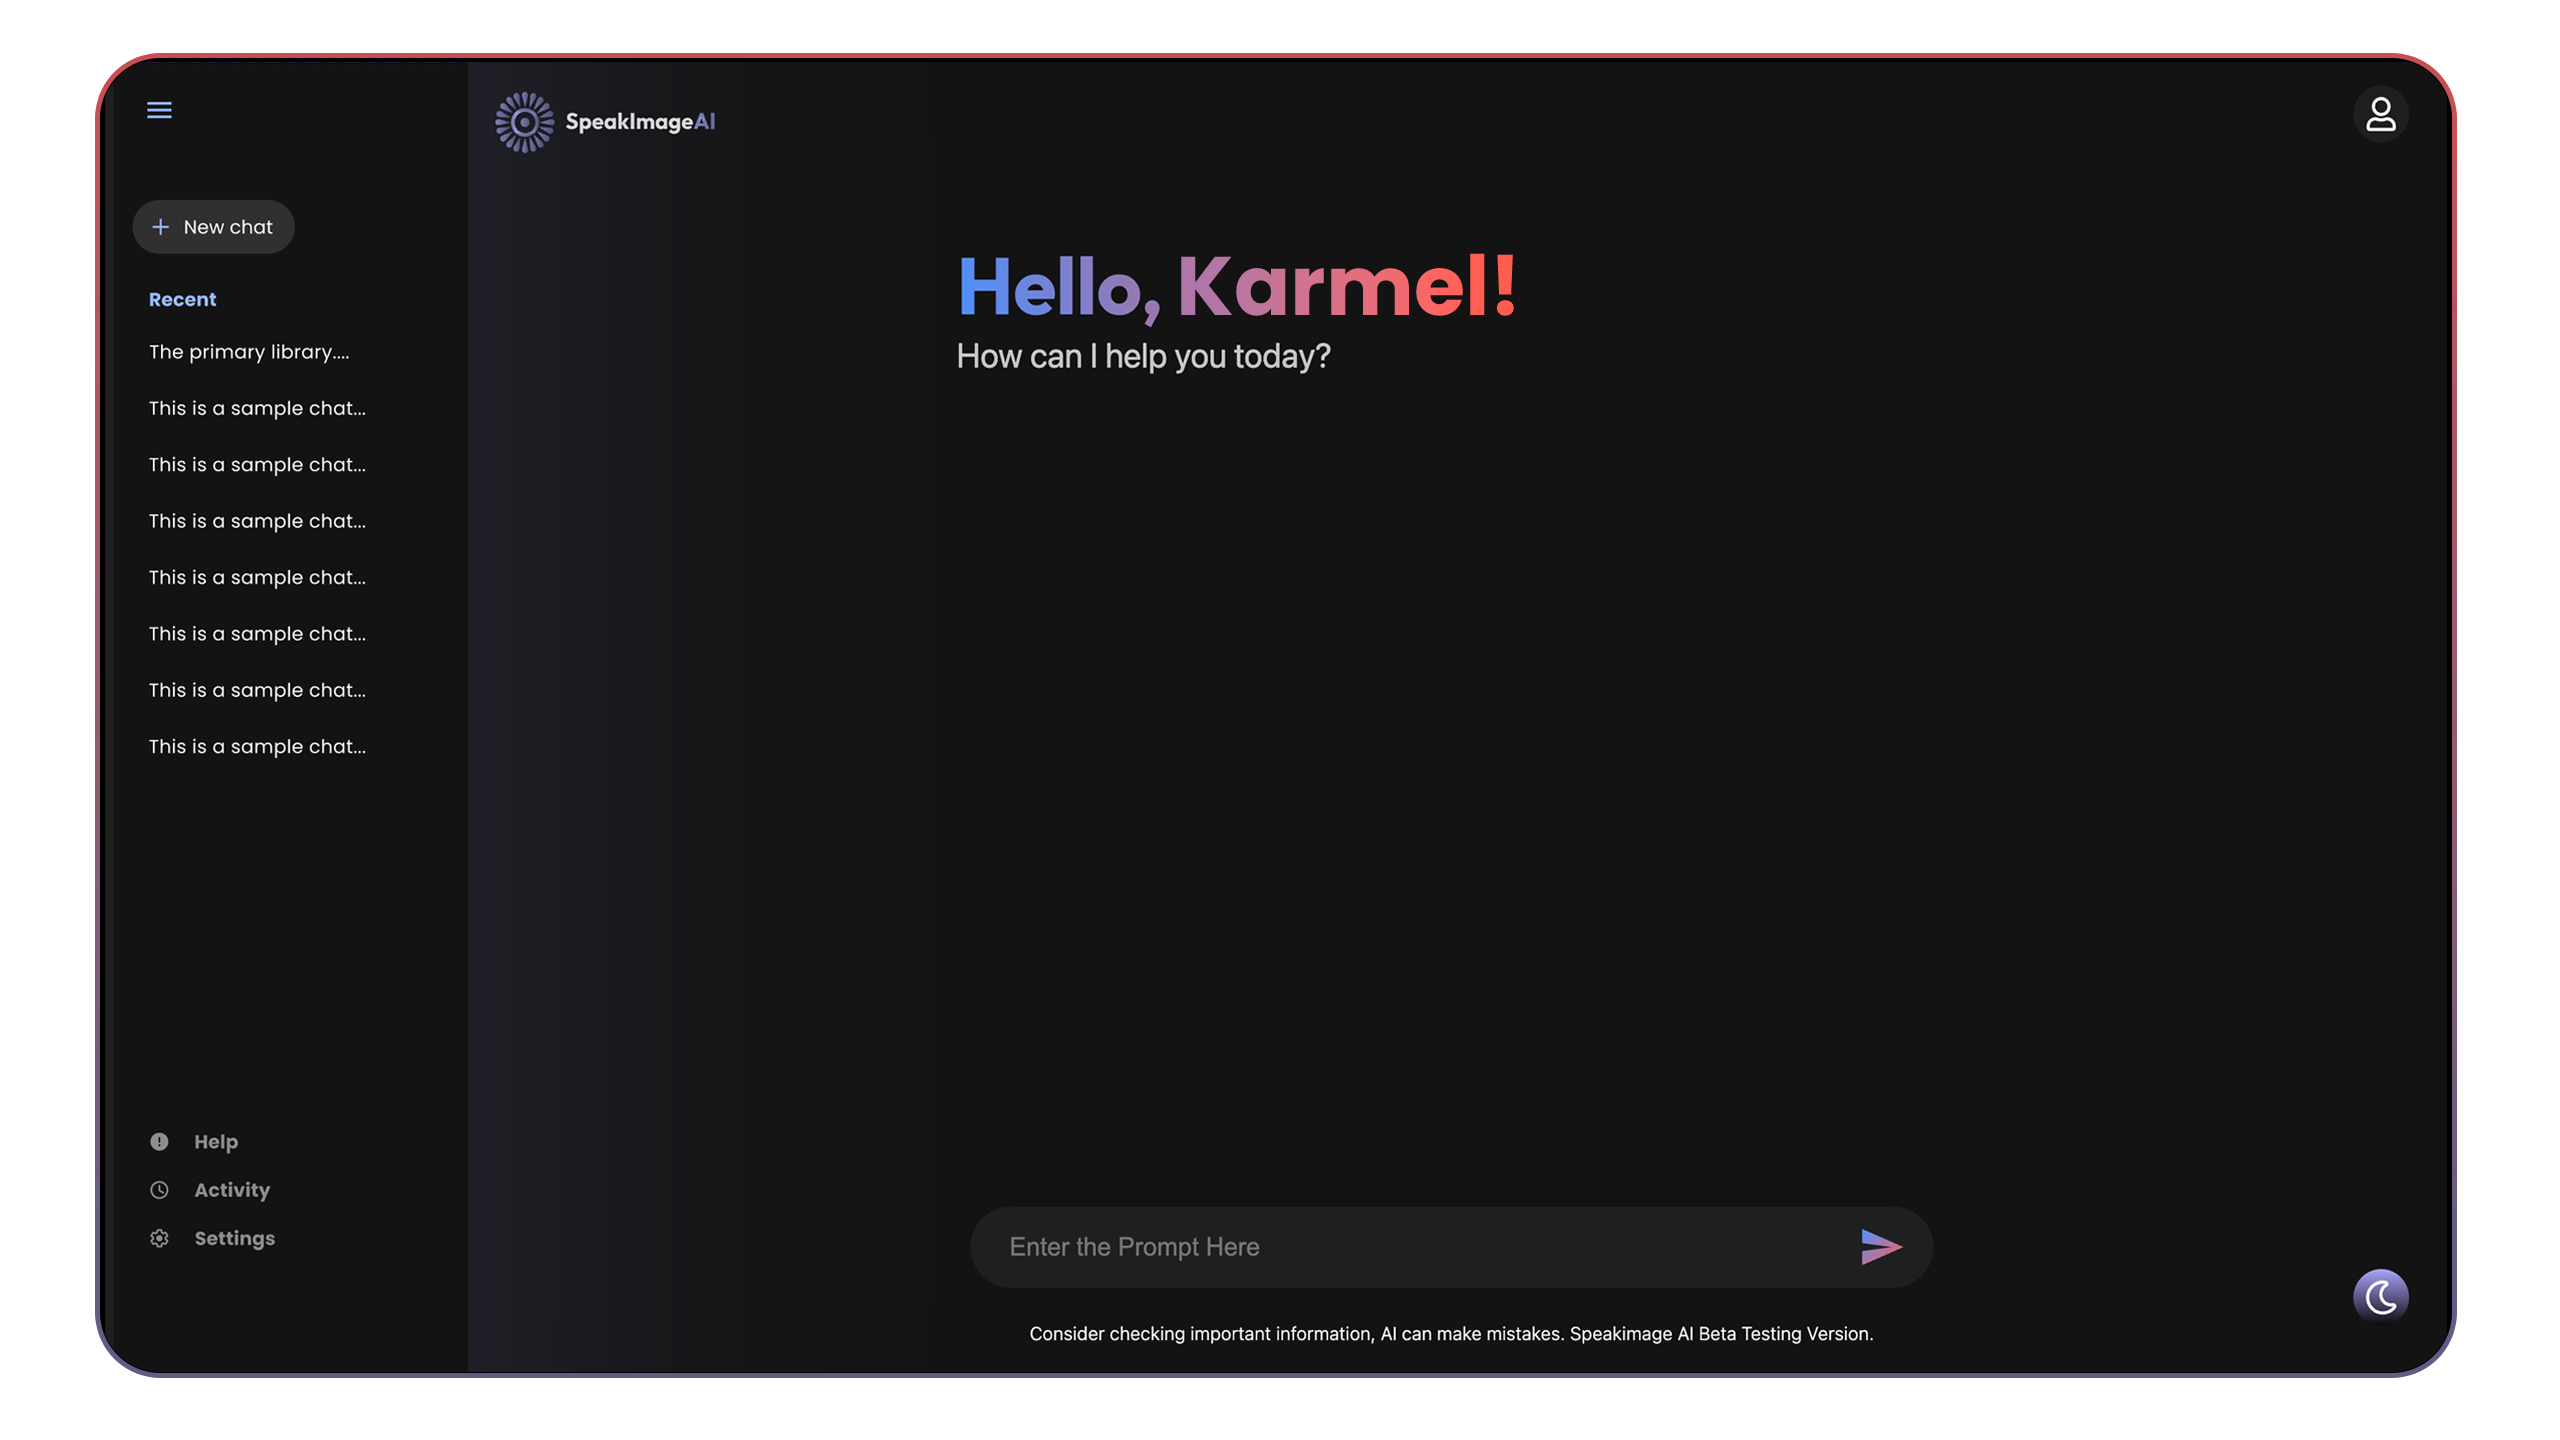 SpeakImageAI
New chat
Recent
The primary library....
This is a sample chat...
This is a sample chat...
This is a sample chat...
This is a sample chat...
This is a sample chat...
This is a sample chat...
This is a sample chat...
Help
Activity
Settings
Hello, Karmel!
How can I help you today?
Enter the Prompt Here
Consider checking important information, AI can make mistakes. Speakimage AI Beta Testing Version.